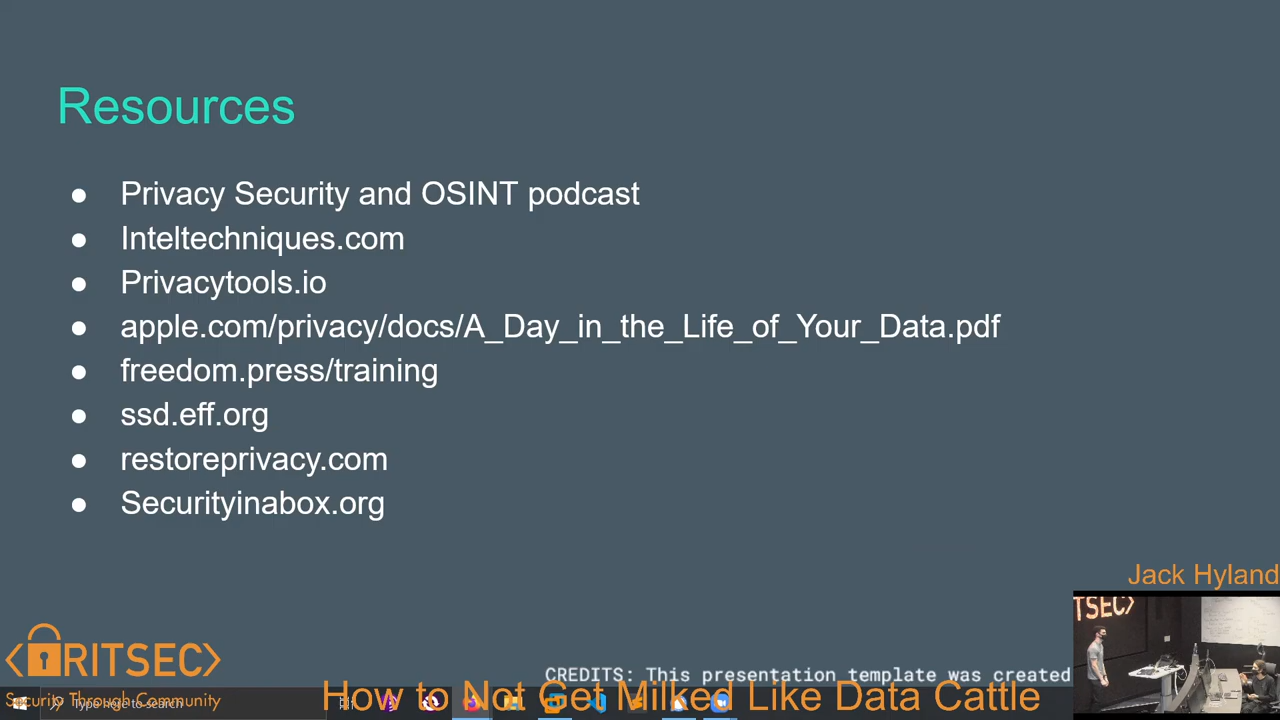 Resources
Privacy Security and OSINT podcast
Inteltechniques.com
Privacytools.io
apple.com/privacy/docs/A_Day_in_the_Life_of_Your_Data.pdf
freedom.press/training
ssd.eff.org
restoreprivacy.com
Securityinabox.org
Jack Hyland
ITSEC>
<RITSEC>
Security Through Community
CREDITS: This presentation template was created
Type here to search
How to Not Get Milked Like Data Cattle